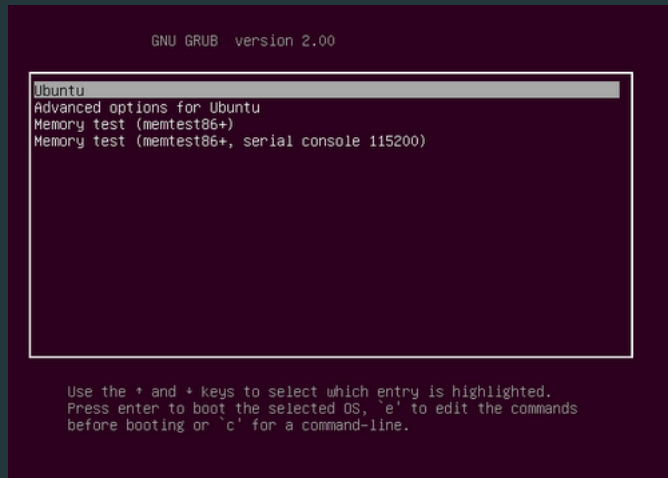 GNU GRUB  version 2.00
Ubuntu
Advanced options for Ubuntu
Memory test (memtest86+)
Memory test (memtest86+, serial console 115200)
Use the ↑ and ↓ keys to select which entry is highlighted.
Press enter to boot the selected OS, `e' to edit the commands
before booting or `c' for a command-line.